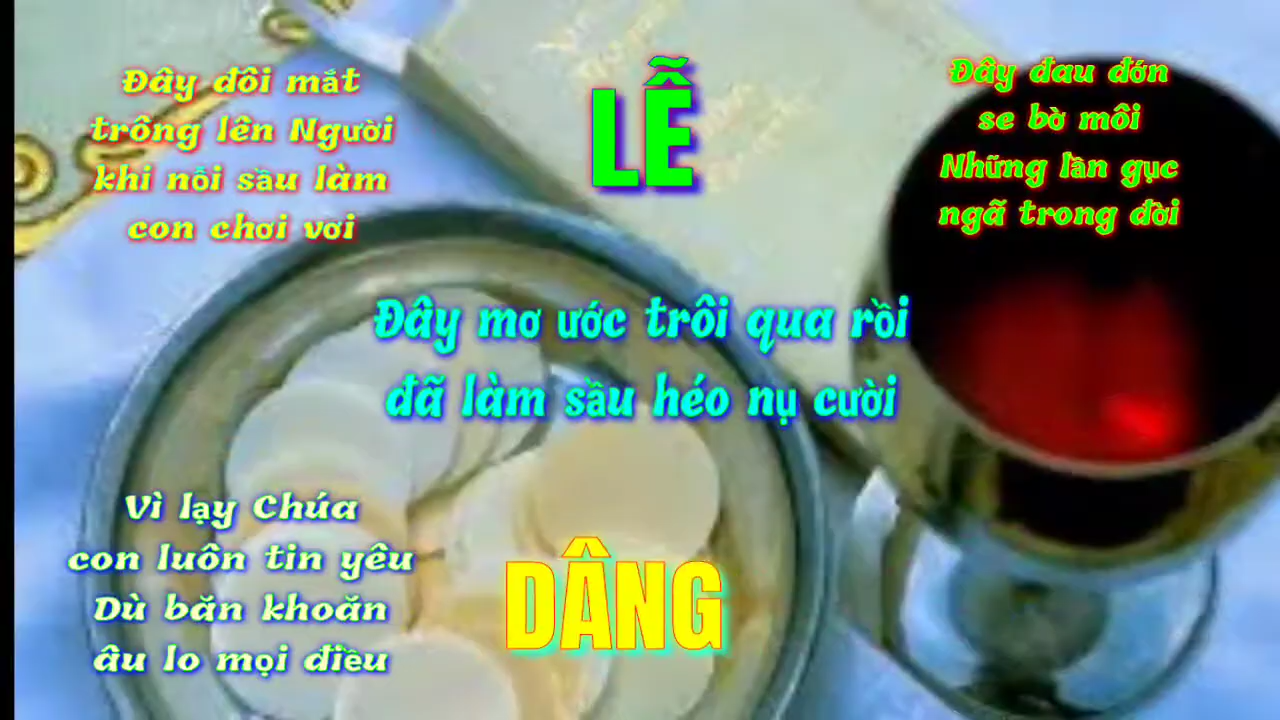 LỄ
Đây đôi mắt
trông lên Người
khi nỗi sầu làm
con chơi vơi
Đây đau đớn
se bờ môi
Những lần gục
ngã trong đời
Đây mơ ước trôi qua rồi
đã làm sầu héo nụ cười
Vì lạy Chúa
con luôn tin yêu
Dù băn khoăn
âu lo mọi điều
DÂNG